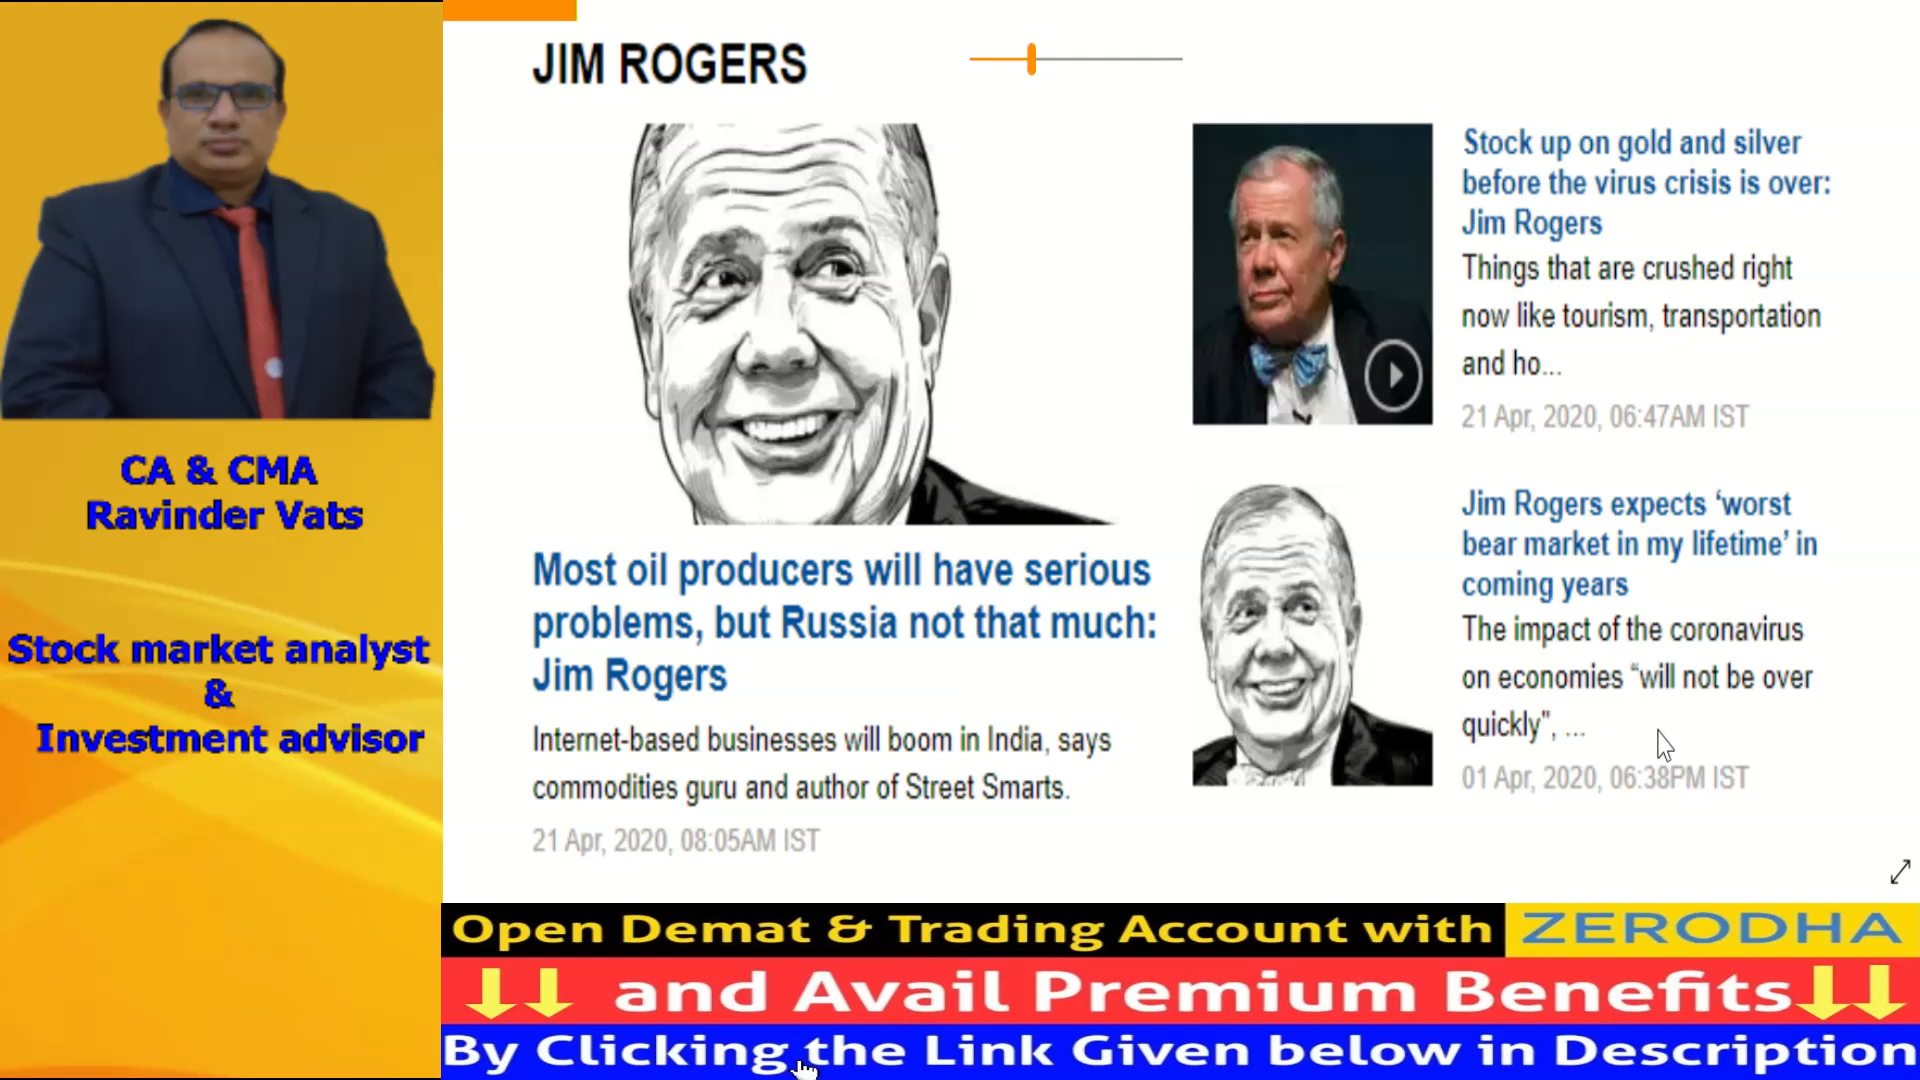 CA & CMA
Ravinder Vats
Stock market analyst
&
Investment advisor
JIM ROGERS
Most oil producers will have serious
problems, but Russia not that much:
Jim Rogers
Internet-based businesses will boom in India, says
commodities guru and author of Street Smarts.
21 Apr, 2020, 08:05AM IST
Stock up on gold and silver
before the virus crisis is over:
Jim Rogers
Things that are crushed right
now like tourism, transportation
and ho...
21 Apr, 2020, 06:47AM IST
Jim Rogers expects ‘worst
bear market in my lifetime’ in
coming years
The impact of the coronavirus
on economies “will not be over
quickly”, ...
01 Apr, 2020, 06:38PM IST
Open Demat & Trading Account with ZERODHA
and Avail Premium Benefits
By Clicking the Link Given below in Description